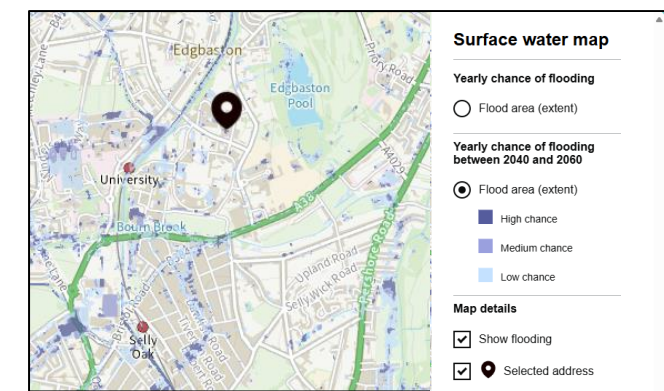 Edgbaston
Priory Road
Edgbaston
Pool
A4029
University
Bourn Brook
A38
Upland Road
Selly Wick Road
Pershore Road
Bristol Road
Selly
Oak
Surface water map
Yearly chance of flooding
Flood area (extent)
Yearly chance of flooding
between 2040 and 2060
Flood area (extent)
High chance
Medium chance
Low chance
Map details
Show flooding
Selected address